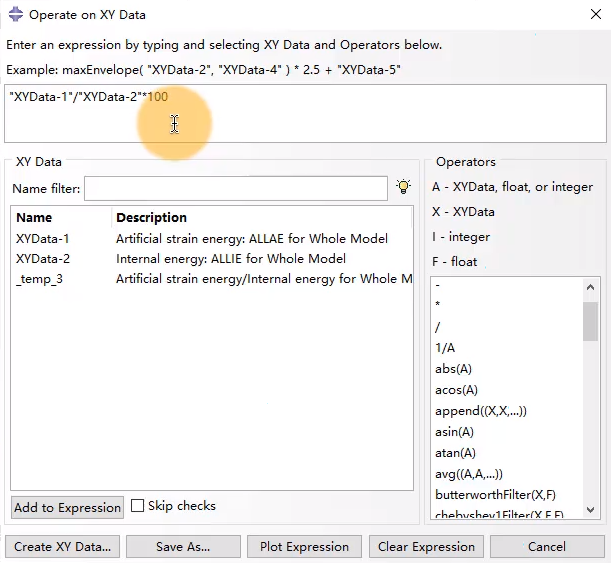 Operate on XY Data
Enter an expression by typing and selecting XY Data and Operators below.
Example: maxEnvelope( "XYData-2", "XYData-4" ) * 2.5 + "XYData-5"
"XYData-1"/"XYData-2"*100
XY Data
Name filter:
Name Description
XYData-1 Artificial strain energy: ALLAE for Whole Model
XYData-2 Internal energy: ALLIE for Whole Model
_temp_3 Artificial strain energy/Internal energy for Whole M
Add to Expression
Skip checks
Operators
A - XYData, float, or integer
X - XYData
I - integer
F - float
-
*
/
1/A
abs(A)
acos(A)
append((X,X,...))
asin(A)
atan(A)
avg((A,A,...))
butterworthFilter(X,F)
chebyshev1Filter(X,F,F)
Create XY Data...
Save As...
Plot Expression
Clear Expression
Cancel